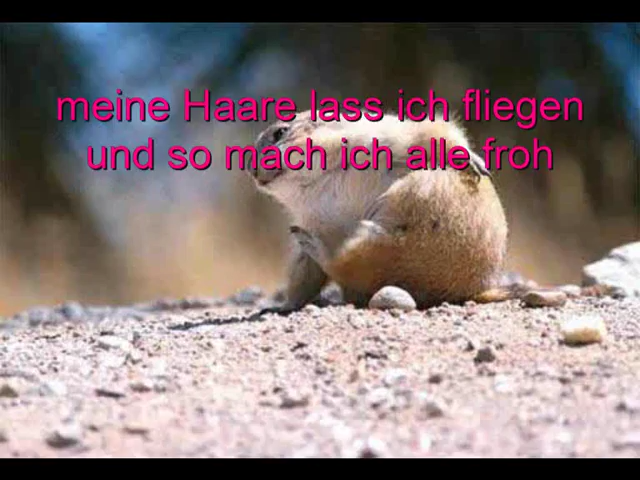 meine Haare lass ich fliegen
und so mach ich alle froh